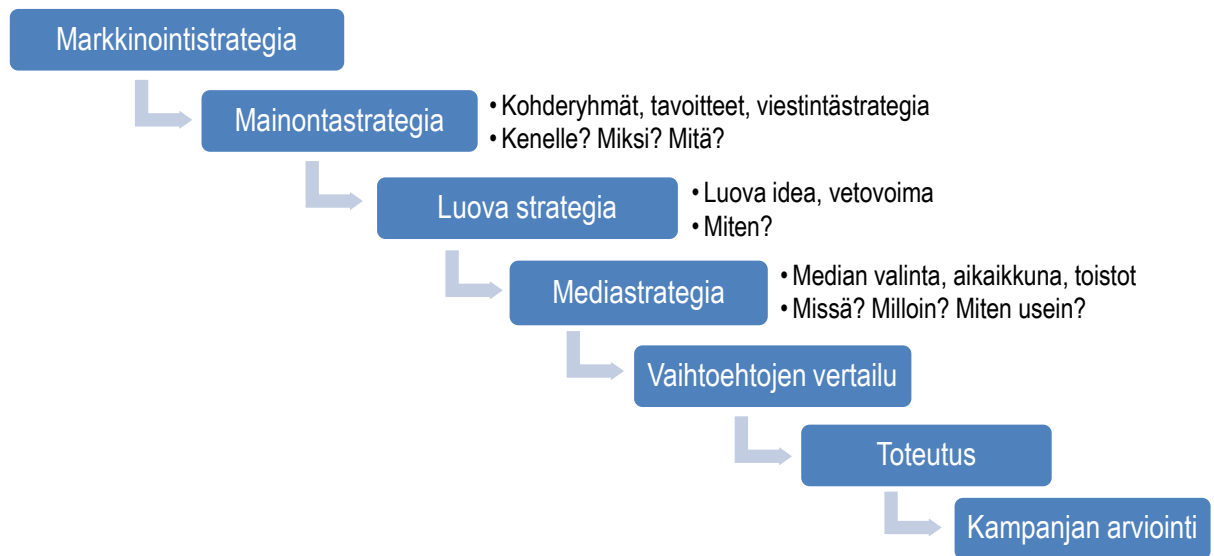 Markkinointistrategia
Mainontastrategia
• Kohderyhmät, tavoitteet, viestintästrategia
• Kenelle? Miksi? Mitä?
Luova strategia
• Luova idea, vetovoima
• Miten?
Mediastrategia
• Median valinta, aikaikkuna, toistot
• Missä? Milloin? Miten usein?
Vaihtoehtojen vertailu
Toteutus
Kampanjan arviointi